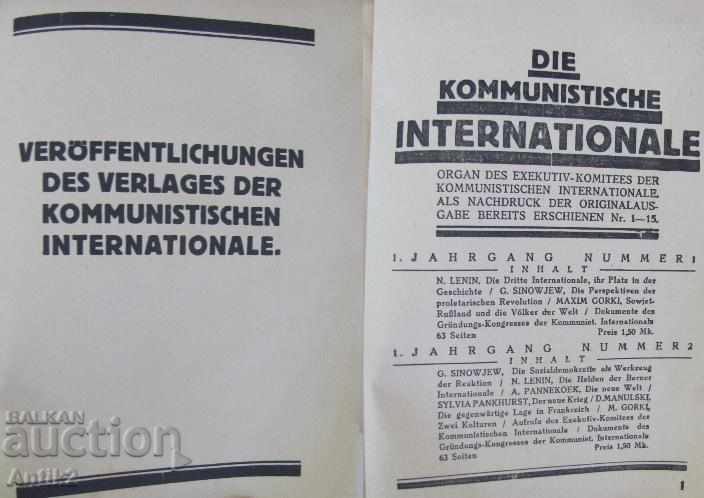 VERÖFFENTLICHUNGEN
DES VERLAGES DER
KOMMUNISTISCHEN
INTERNATIONALE.
BALKAN
auction
Antik2
DIE
KOMMUNISTISCHE
INTERNATIONALE
ORGAN DES EXEKUTIV-KOMITEES DER
KOMMUNISTISCHEN INTERNATIONALE.
ALS NACHDRUCK DER ORIGINALAUS-
GABE BEREITS ERSCHIENEN Nr. 1—15.
1. JAHRGANG NUMMER 1
INHALT
N. LENIN, Die Dritte Internationale, ihr Platz in der
Geschichte / G. SINOWJEW, Die Perspektiven der
proletarischen Revolution / MAXIM GORKI, Sowjet-
Rußland und die Völker der Welt / Dokumente des
Gründungs-Kongresses der Kommunist. Internationals
63 Seiten Preis 1,50 Mk.
1. JAHRGANG NUMMER 2
INHALT
G. SINOWJEW, Die Sozialdemokratie als Werkzeug
der Reaktion / N. LENIN, Die Helden der Berner
Internationale / A. PANNEKOEK, Die neue Welt /
SYLVIA PANKHURST, Der neue Krieg / D. MANULSKI,
Die gegenwärtige Lage in Frankreich / M. GORKI,
Zwei Kulturen / Aufrufe des Exekutiv-Komitees der
Kommunistischen Internationale / Dokumente des
Gründungs-Kongresses der Kommunist. Internationals
63 Seiten Preis 1,50 Mk.
1